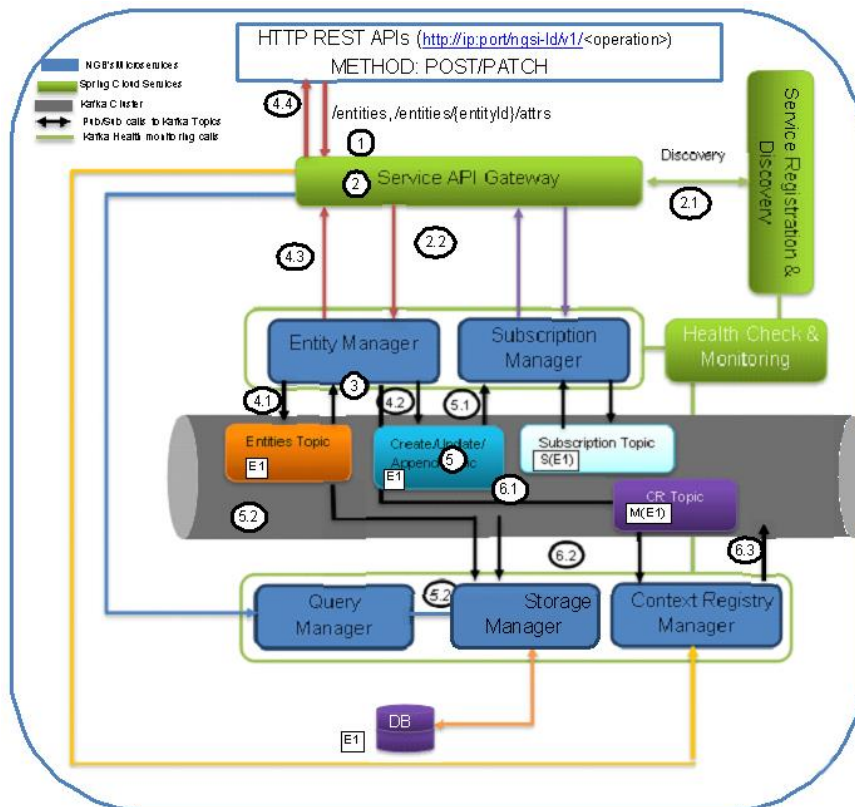 HTTP REST APIs (http://ip:port/ngsi-ld/v1/<operation>)
METHOD: POST/PATCH
NGB's Microservices
Spring Cloud Services
Kafka Cluster
Pub/Sub calls to Kafka Topics
Kafka Health monitoring calls
4.4
/entities, /entities/{entityId}/attrs
1
2
Service API Gateway
Discovery
2.1
Service Registration &
Discovery
4.3
2.2
Entity Manager
Subscription
Manager
Health Check &
Monitoring
3
4.1
4.2
5.1
Entities Topic
E1
Create/Update/
5
E1
Subscription Topic
S(E1)
6.1
CR Topic
M(E1)
5.2
6.2
6.3
Query
Manager
5.2
Storage
Manager
Context Registry
Manager
DB
E1